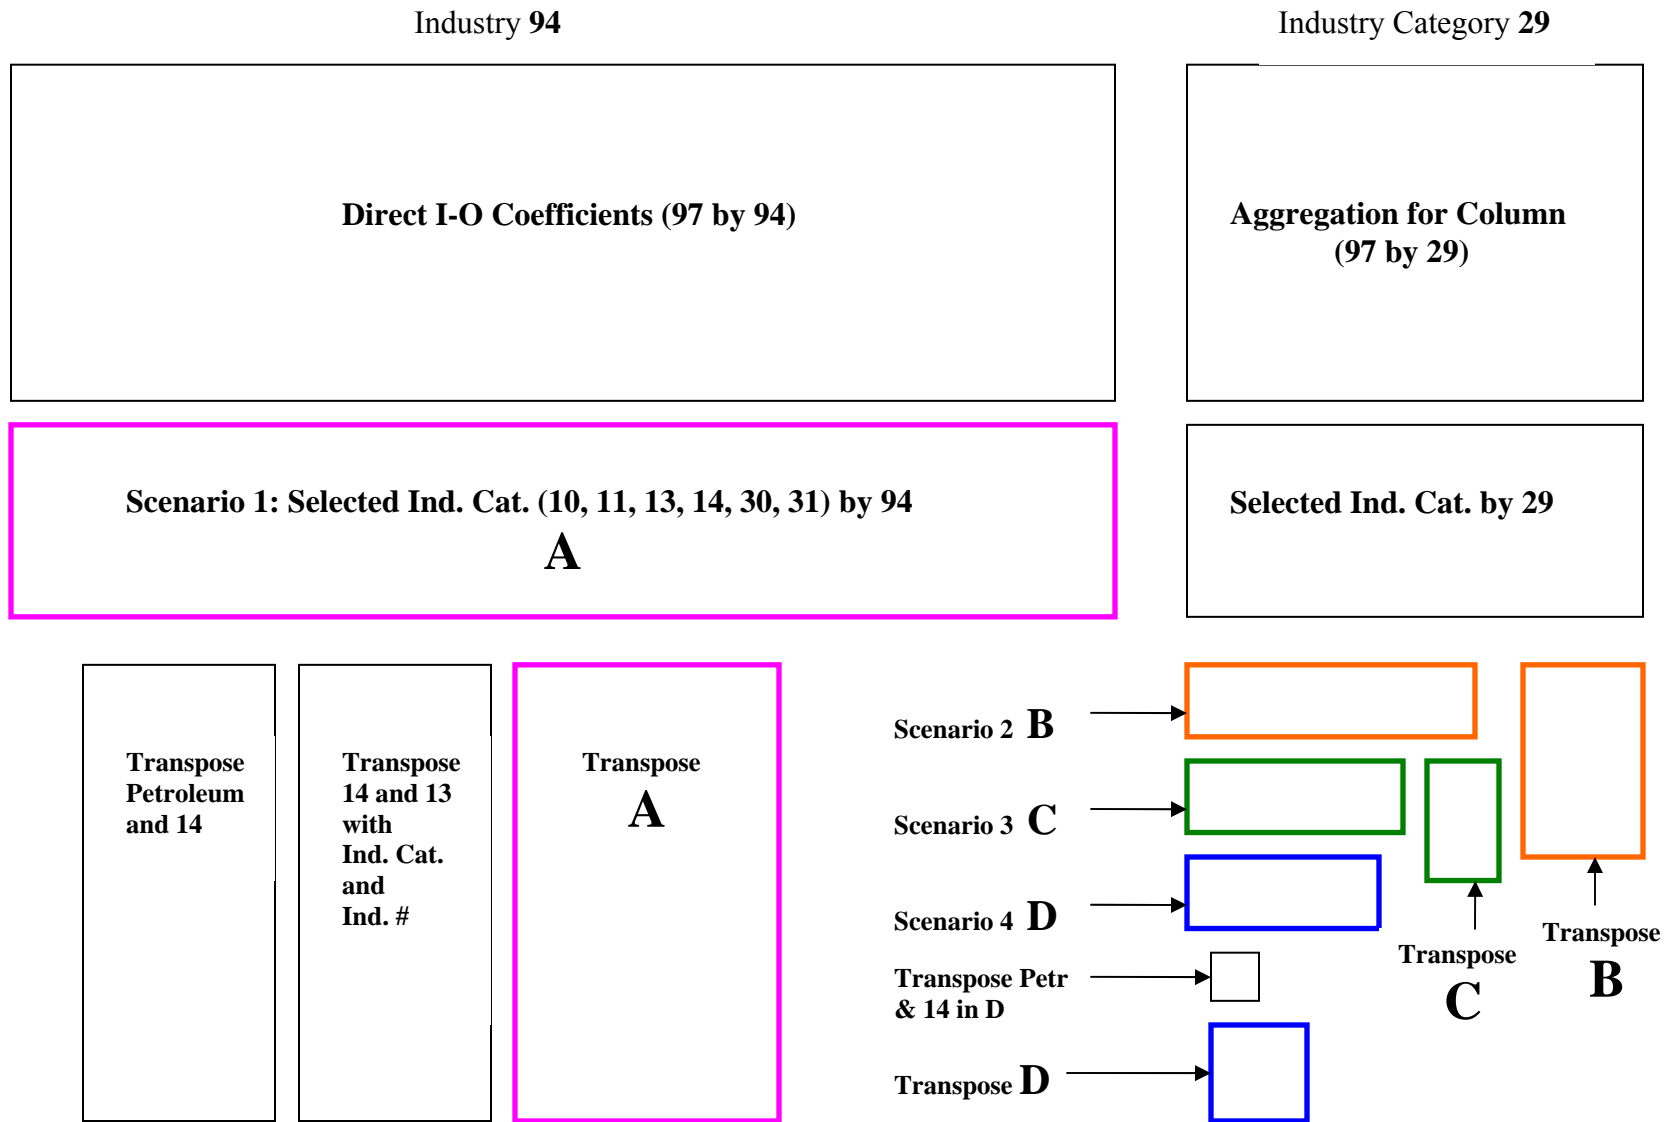 Industry 94
Industry Category 29
Direct I-O Coefficients (97 by 94)
Aggregation for Column
(97 by 29)
Scenario 1: Selected Ind. Cat. (10, 11, 13, 14, 30, 31) by 94
A
Selected Ind. Cat. by 29
Transpose
Petroleum
and 14
Transpose
14 and 13
with
Ind. Cat.
and
Ind. #
Transpose
A
Scenario 2 B
Scenario 3 C
Scenario 4 D
Transpose Petr
& 14 in D
Transpose D
Transpose
C
Transpose
B